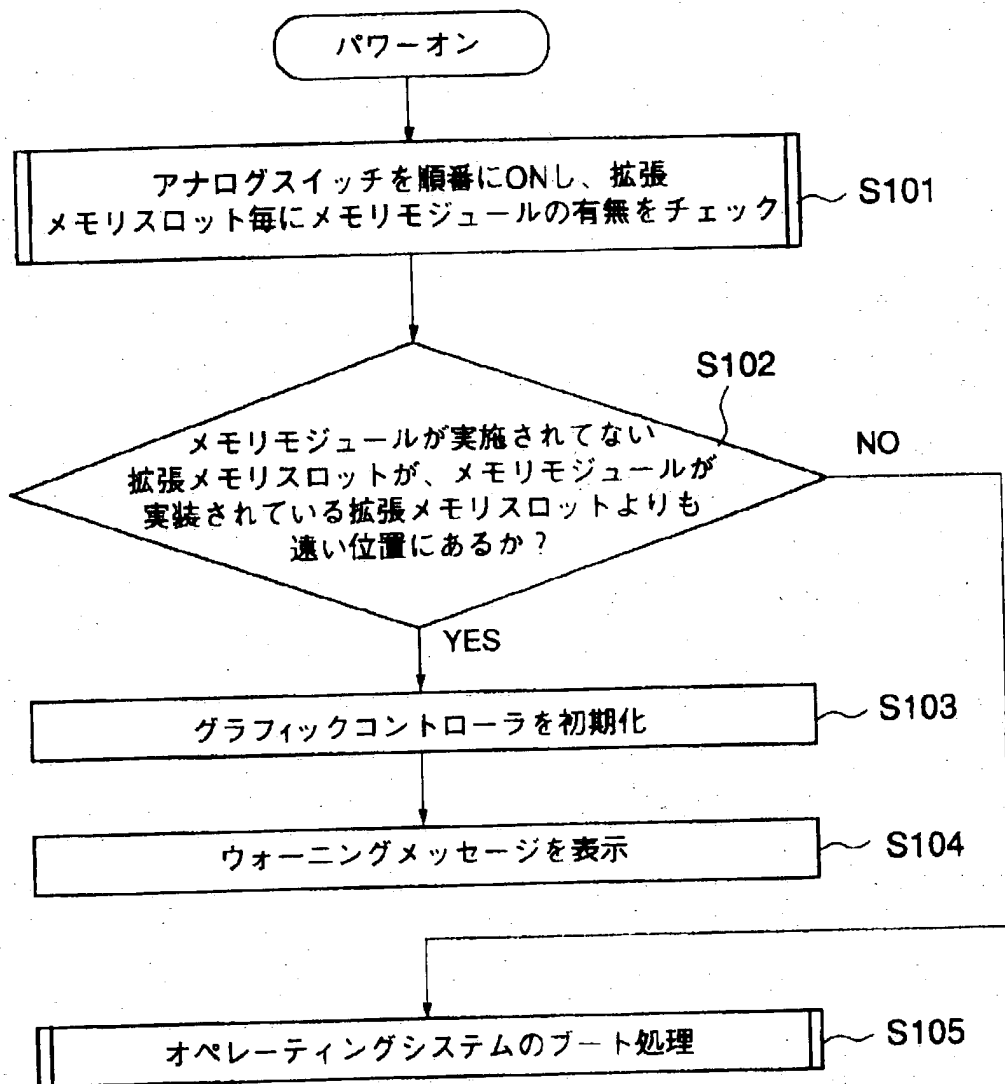 パワーオン
アナログスイッチを順番にONし、拡張
メモリスロット毎にメモリモジュールの有無をチェック
S101
S102
メモリモジュールが実施されてない
拡張メモリスロットが、メモリモジュールが
実装されている拡張メモリスロットよりも
遠い位置にあるか?
NO
YES
グラフィックコントローラを初期化
S103
ウォーニングメッセージを表示
S104
オペレーティングシステムのブート処理
S105